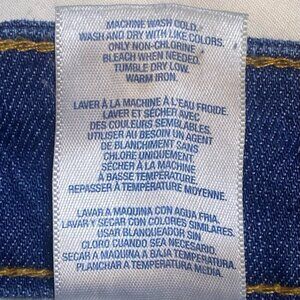 MACHINE WASH COLD.
WASH AND DRY WITH LIKE COLORS.
ONLY NON-CHLORINE
BLEACH WHEN NEEDED.
TUMBLE DRY LOW.
WARM IRON.
LAVER À LA MACHINE À L'EAU FROIDE.
LAVER ET SÉCHER AVEC
DES COULEURS SEMBLABLES.
UTILISER AU BESOIN UN AGENT
DE BLANCHIMENT SANS
CHLORE UNIQUEMENT.
SÉCHER À LA MACHINE
À BASSE TEMPÉRATURE.
REPASSER À TEMPÉRATURE MOYENNE.
LAVAR A MAQUINA CON AGUA FRIA.
LAVAR Y SECAR CON COLORES SIMILARES.
USAR BLANQUEADOR SIN
CLORO CUANDO SEA NECESARIO.
SECAR A MAQUINA A BAJA TEMPERATURA.
PLANCHAR A TEMPERATURA MEDIA.